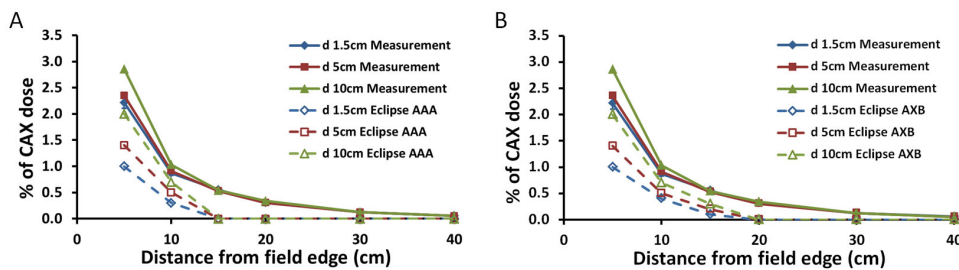 A
% of CAX dose
3.5
3.0
2.5
2.0
1.5
1.0
0.5
0.0
0
10
20
30
40
Distance from field edge (cm)
d 1.5cm Measurement
d 5cm Measurement
d 10cm Measurement
d 1.5cm Eclipse AAA
d 5cm Eclipse AAA
d 10cm Eclipse AAA
B
% of CAX dose
3.5
3.0
2.5
2.0
1.5
1.0
0.5
0.0
0
10
20
30
40
Distance from field edge (cm)
d 1.5cm Measurement
d 5cm Measurement
d 10cm Measurement
d 1.5cm Eclipse AXB
d 5cm Eclipse AXB
d 10cm Eclipse AXB